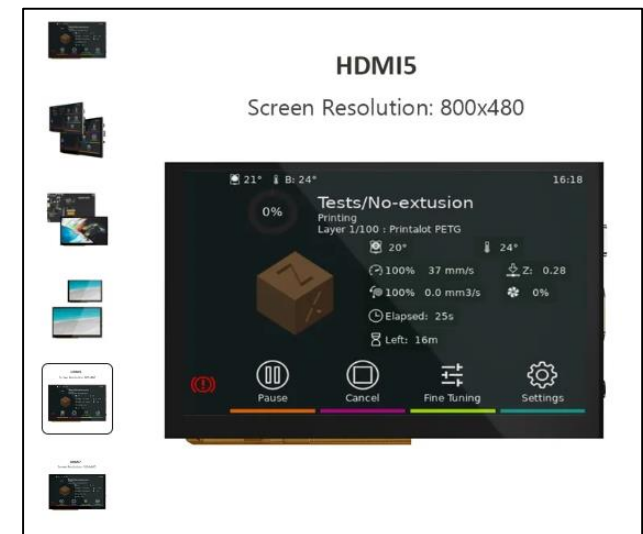 HDMI5
Screen Resolution: 800x480
21° B: 24° 16:18
0%
Tests/No-extusion
Printing
Layer 1/100 : Printalot PETG
20° 24°
100% 37 mm/s Z: 0.28
100% 0.0 mm3/s 0%
Elapsed: 25s
Left: 16m
Pause Cancel Fine Tuning Settings